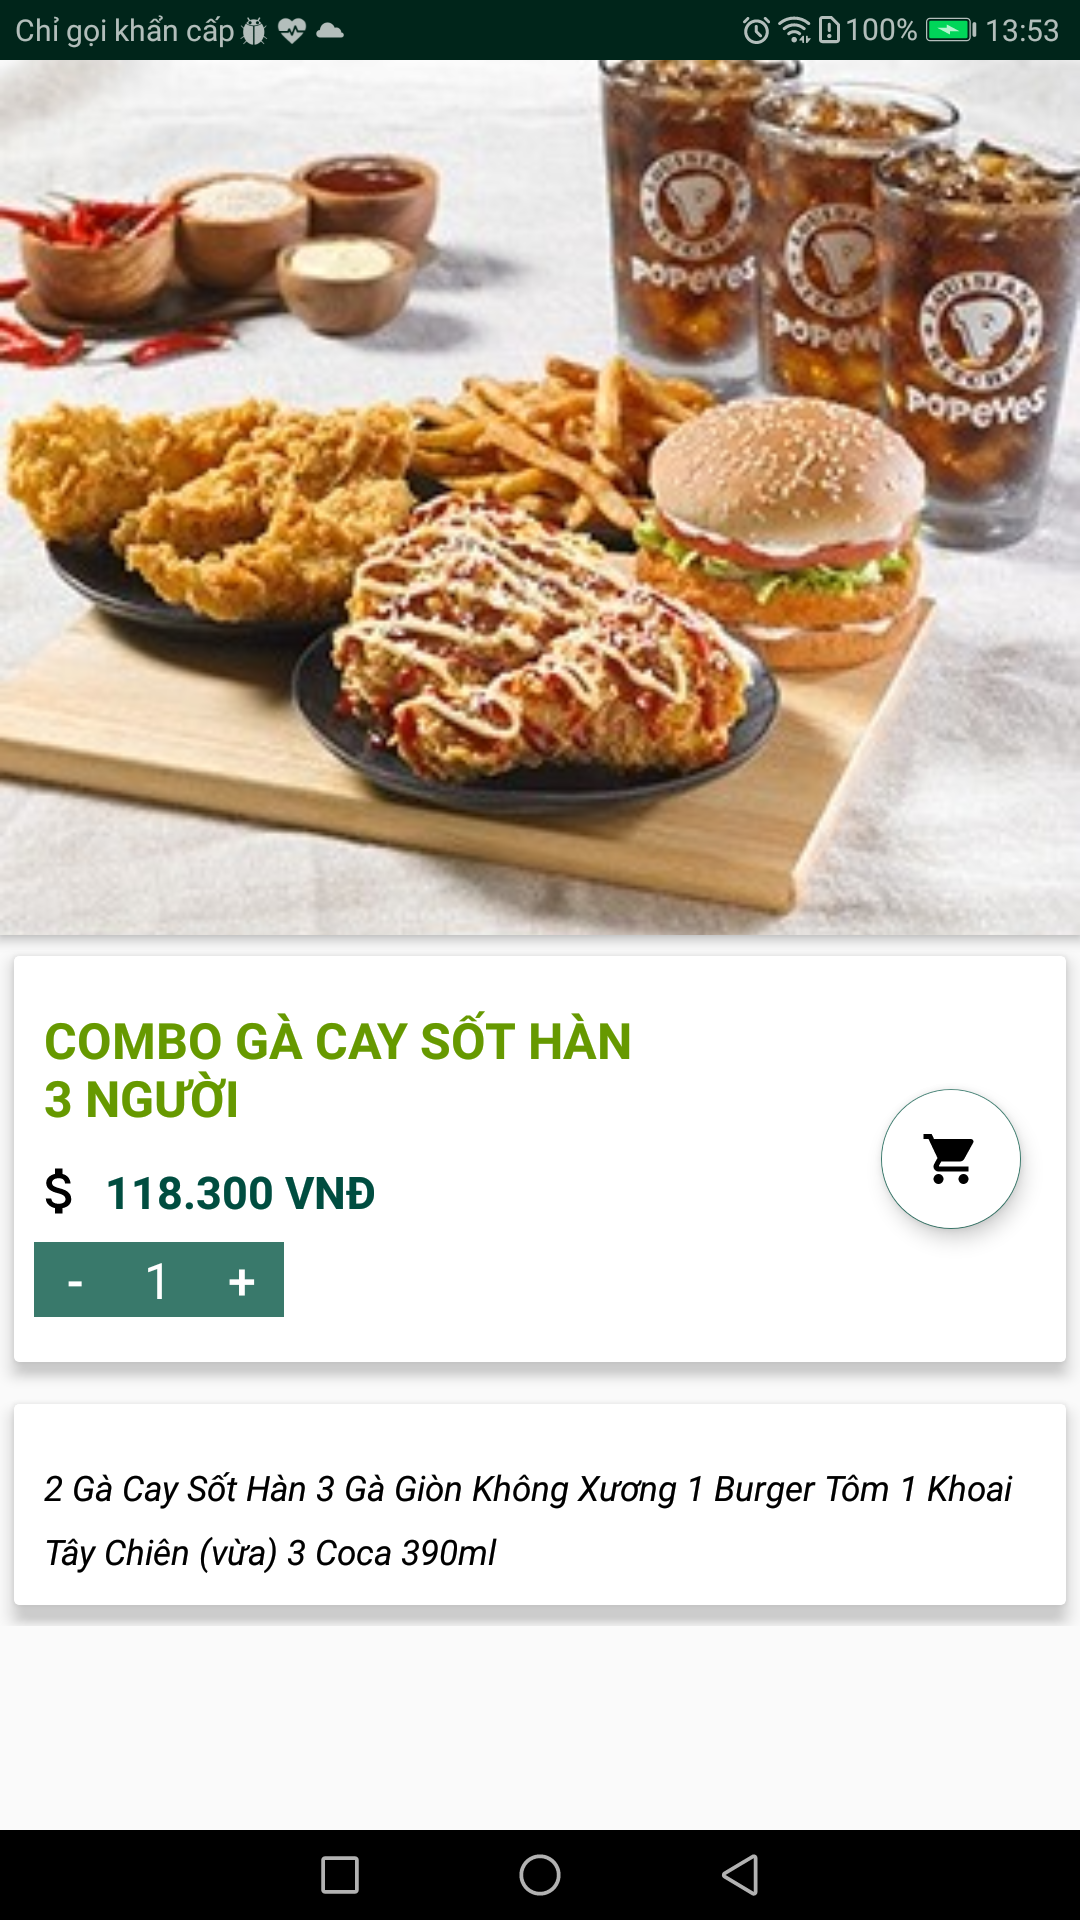 Chỉ gọi khẩn cấp 100% 13:53
LOUISIANA
KITCHEN
POPEYES
POPEYES
COMBO GÀ CAY SỐT HÀN
3 NGƯỜI
$ 118.300 VNĐ
- 1 +
2 Gà Cay Sốt Hàn 3 Gà Giòn Không Xương 1 Burger Tôm 1 Khoai
Tây Chiên (vừa) 3 Coca 390ml